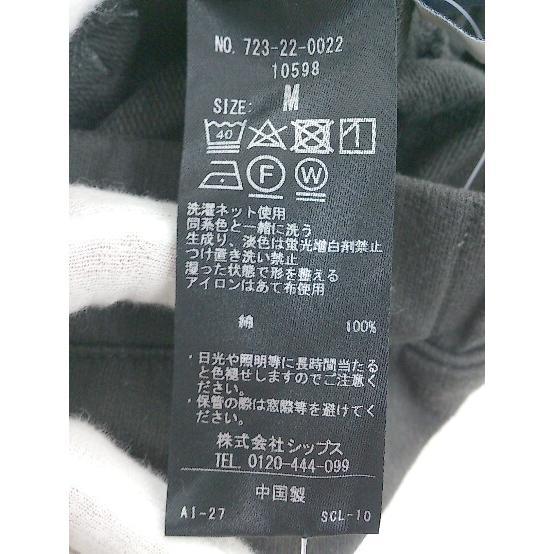 NO. 723-22-0022
10598
SIZE: M
40
F W
洗濯ネット使用
同系色と一緒に洗う
生成り、淡色は蛍光増白剤禁止
つけ置き洗い禁止
湿った状態で形を整える
アイロンはあて布使用
綿 100%
・日光や照明等に長時間当たる
と色褪せしますのでご注意く
ださい。
・保管の際は窓際等を避けてく
ださい。
株式会社シップス
TEL. 0120-444-099
中国製
AI-27 SCL-10